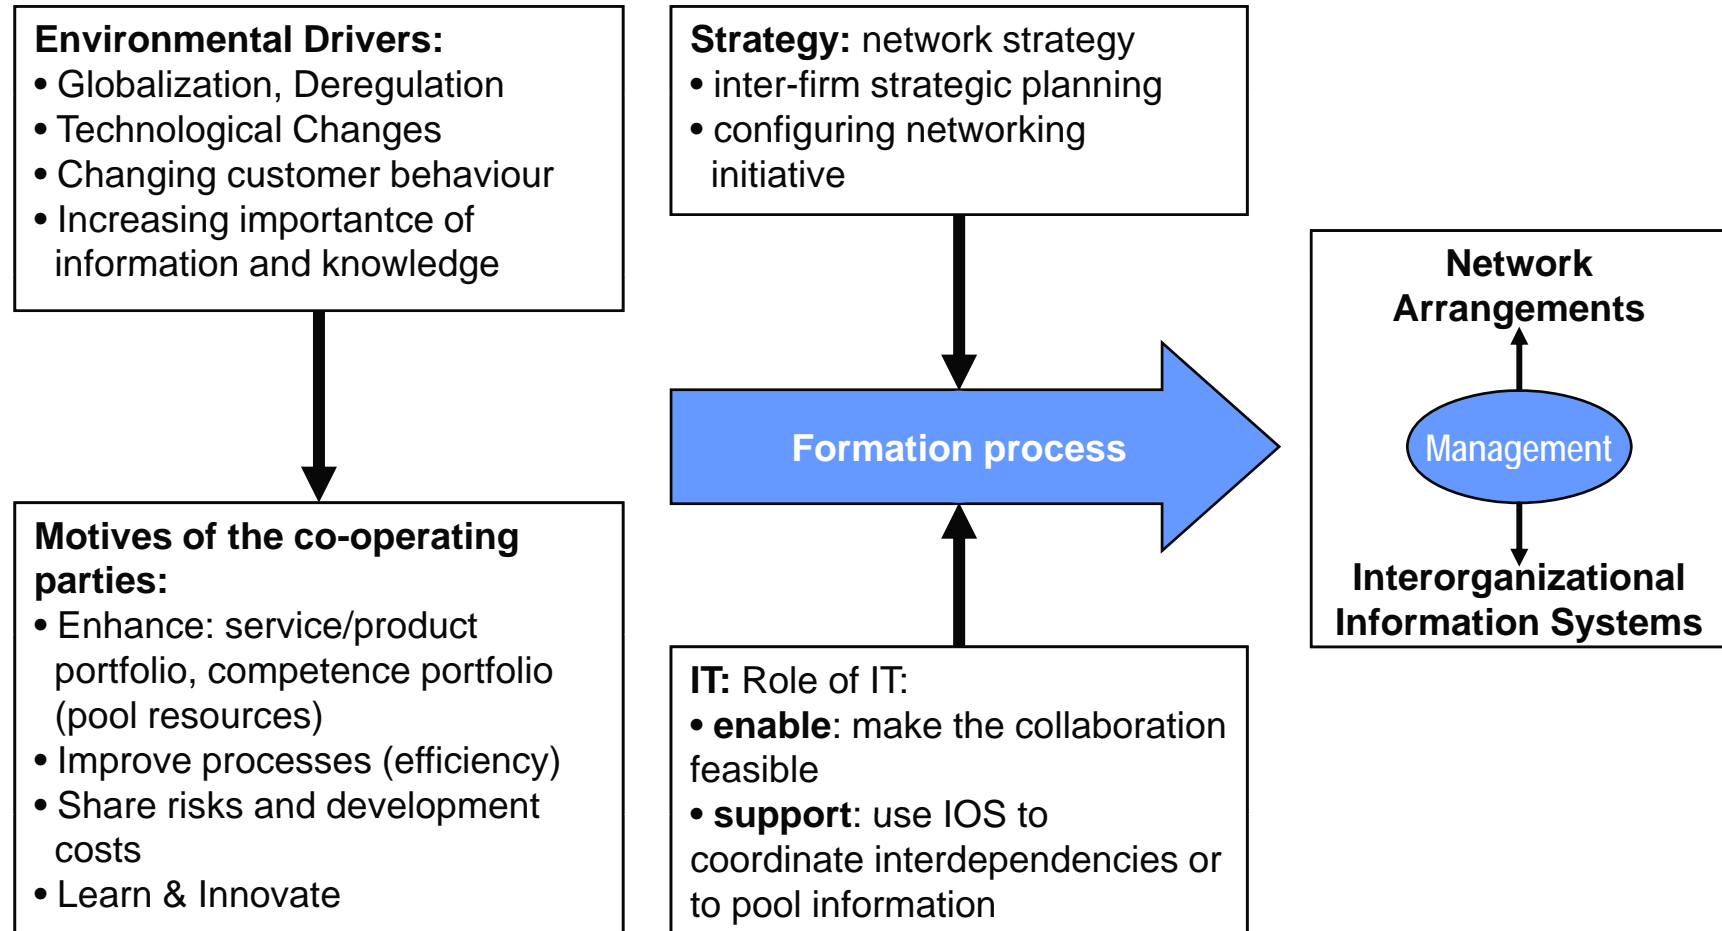 Environmental Drivers:
• Globalization, Deregulation
• Technological Changes
• Changing customer behaviour
• Increasing importantce of
information and knowledge
Motives of the co-operating
parties:
• Enhance: service/product
portfolio, competence portfolio
(pool resources)
• Improve processes (efficiency)
• Share risks and development
costs
• Learn & Innovate
Strategy: network strategy
• inter-firm strategic planning
• configuring networking
initiative
Formation process
IT: Role of IT:
• enable: make the collaboration
feasible
• support: use IOS to
coordinate interdependencies or
to pool information
Network
Arrangements
Management
Interorganizational
Information Systems